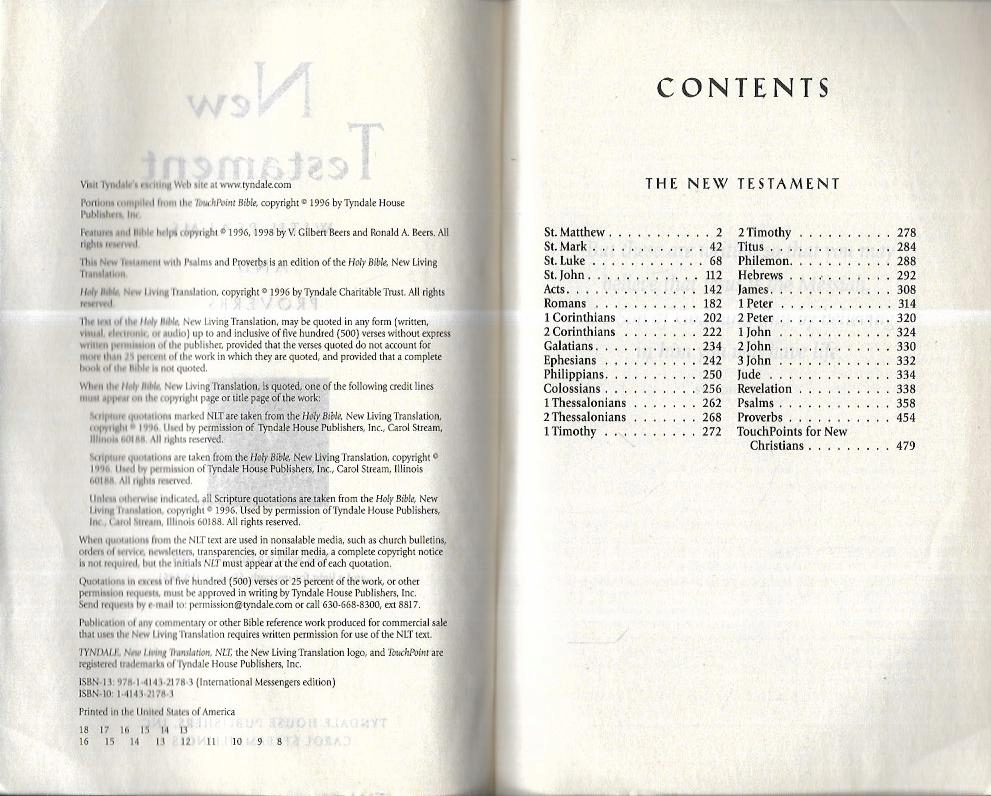 New
Testament
Visit Tyndale's exciting Web site at www.tyndale.com
Portions compiled from the TouchPoint Bible, copyright © 1996 by Tyndale House
Publishers, Inc.
Features and Bible helps copyright © 1996, 1998 by V. Gilbert Beers and Ronald A. Beers. All
rights reserved.
This New Testament with Psalms and Proverbs is an edition of the Holy Bible, New Living
Translation.
Holy Bible, New Living Translation, copyright © 1996 by Tyndale Charitable Trust. All rights
reserved.
The text of the Holy Bible, New Living Translation, may be quoted in any form (written,
visual, electronic, or audio) up to and inclusive of five hundred (500) verses without express
written permission of the publisher, provided that the verses quoted do not account for
more than 25 percent of the work in which they are quoted, and provided that a complete
book of the Bible is not quoted.
When the Holy Bible, New Living Translation, is quoted, one of the following credit lines
must appear on the copyright page or title page of the work:
Scripture quotations marked NLT are taken from the Holy Bible, New Living Translation,
copyright © 1996. Used by permission of Tyndale House Publishers, Inc., Carol Stream,
Illinois 60188. All rights reserved.
Scripture quotations are taken from the Holy Bible, New Living Translation, copyright ©
1996. Used by permission of Tyndale House Publishers, Inc., Carol Stream, Illinois
60188. All rights reserved.
Unless otherwise indicated, all Scripture quotations are taken from the Holy Bible, New
Living Translation, copyright © 1996. Used by permission of Tyndale House Publishers,
Inc., Carol Stream, Illinois 60188. All rights reserved.
When quotations from the NLT text are used in nonsalable media, such as church bulletins,
orders of service, newsletters, transparencies, or similar media, a complete copyright notice
is not required, but the initials NLT must appear at the end of each quotation.
Quotations in excess of five hundred (500) verses or 25 percent of the work, or other
permission requests, must be approved in writing by Tyndale House Publishers, Inc.
Send requests by e-mail to: permission@tyndale.com or call 630-668-8300, ext 8817.
Publication of any commentary or other Bible reference work produced for commercial sale
that uses the New Living Translation requires written permission for use of the NLT text.
TYNDALE, New Living Translation, NLT, the New Living Translation logo, and TouchPoint are
registered trademarks of Tyndale House Publishers, Inc.
ISBN-13: 978-1-4143-2178-3 (International Messengers edition)
ISBN-10: 1-4143-2178-3
Printed in the United States of America
18 17 16 15 14 13
16 15 14 13 12 11 10 9 8
TYNDALE HOUSE PUBLISHERS, INC.
CONTENTS
THE NEW TESTAMENT
St. Matthew . . . . . . . . . . 2
St. Mark . . . . . . . . . . . 42
St. Luke . . . . . . . . . . . 68
St. John . . . . . . . . . . . 112
Acts. . . . . . . . . . . . . 142
Romans . . . . . . . . . . . 182
1 Corinthians . . . . . . . . 202
2 Corinthians . . . . . . . . 222
Galatians. . . . . . . . . . . 234
Ephesians . . . . . . . . . . 242
Philippians. . . . . . . . . . 250
Colossians . . . . . . . . . . 256
1 Thessalonians . . . . . . . 262
2 Thessalonians . . . . . . . 268
1 Timothy . . . . . . . . . . 272
2 Timothy . . . . . . . . . . 278
Titus . . . . . . . . . . . . 284
Philemon. . . . . . . . . . . 288
Hebrews . . . . . . . . . . . 292
James. . . . . . . . . . . . . 308
1 Peter . . . . . . . . . . . 314
2 Peter . . . . . . . . . . . 320
1 John . . . . . . . . . . . . 324
2 John . . . . . . . . . . . . 330
3 John . . . . . . . . . . . . 332
Jude . . . . . . . . . . . . . 334
Revelation . . . . . . . . . . 338
Psalms . . . . . . . . . . . . 358
Proverbs . . . . . . . . . . . 454
TouchPoints for New
Christians . . . . . . . . . 479